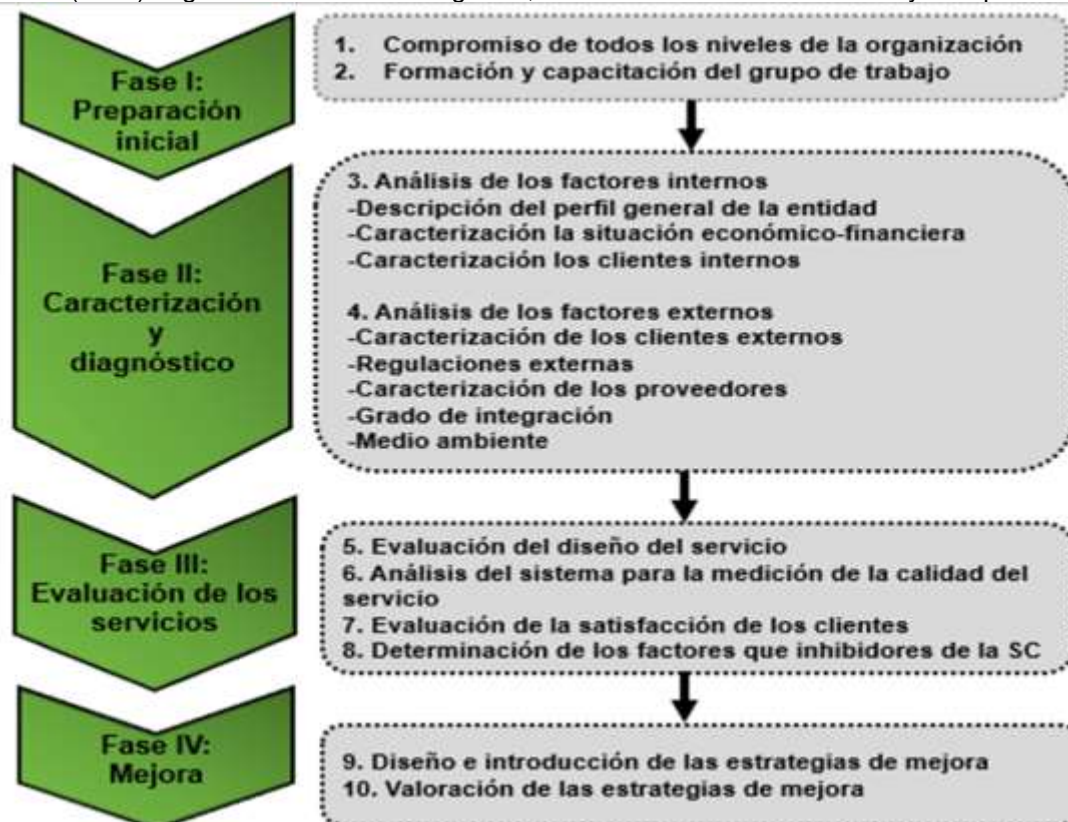 Fase I:
Preparación
inicial
1. Compromiso de todos los niveles de la organización
2. Formación y capacitación del grupo de trabajo
Fase II:
Caracterización
y
diagnóstico
3. Análisis de los factores internos
-Descripción del perfil general de la entidad
-Caracterización la situación económico-financiera
-Caracterización los clientes internos
4. Análisis de los factores externos
-Caracterización de los clientes externos
-Regulaciones externas
-Caracterización de los proveedores
-Grado de integración
-Medio ambiente
Fase III:
Evaluación de los
servicios
5. Evaluación del diseño del servicio
6. Análisis del sistema para la medición de la calidad del
servicio
7. Evaluación de la satisfacción de los clientes
8. Determinación de los factores que inhibidores de la SC
Fase IV:
Mejora
9. Diseño e introducción de las estrategias de mejora
10. Valoración de las estrategias de mejora